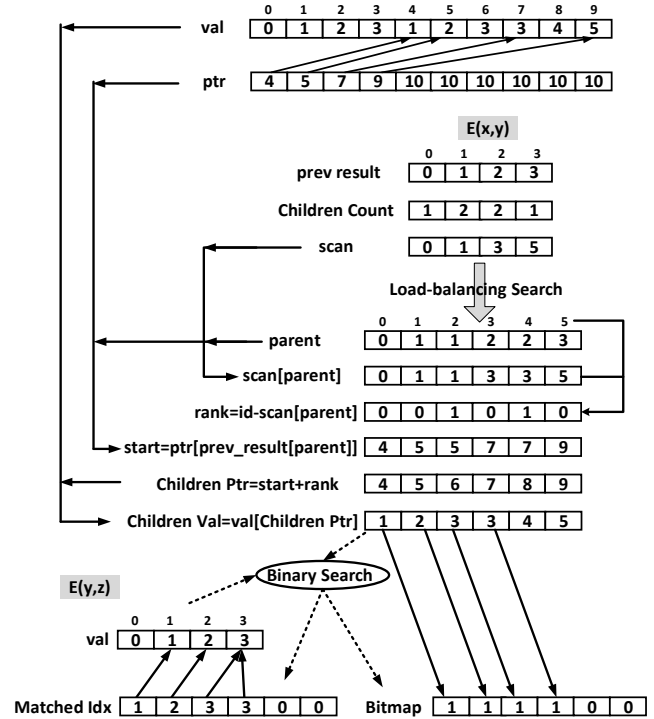 0 1 2 3 4 5 6 7 8 9
val 0 1 2 3 1 2 3 3 4 5
ptr 4 5 7 9 10 10 10 10 10 10
E(x,y)
0 1 2 3
prev result 0 1 2 3
Children Count 1 2 2 1
scan 0 1 3 5
Load-balancing Search
0 1 2 3 4 5
parent 0 1 1 2 2 3
scan[parent] 0 1 1 3 3 5
rank=id-scan[parent] 0 0 1 0 1 0
start=ptr[prev_result[parent]] 4 5 5 7 7 9
Children Ptr=start+rank 4 5 6 7 8 9
Children Val=val[Children Ptr] 1 2 3 3 4 5
Binary Search
E(y,z)
0 1 2 3
val 0 1 2 3
Matched Idx 1 2 3 3 0 0
Bitmap 1 1 1 1 0 0